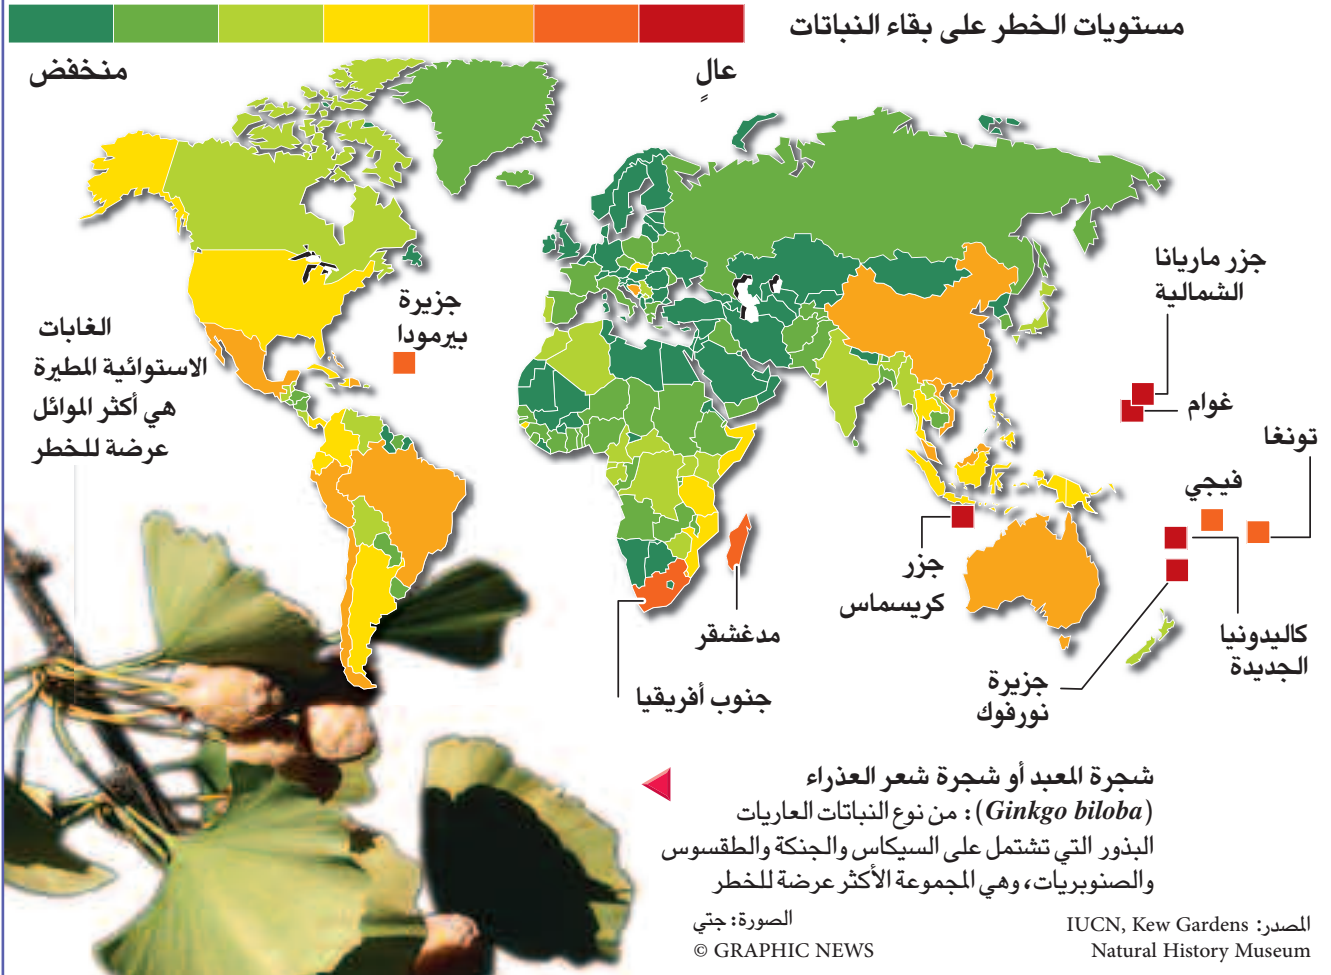 مستويات الخطر على بقاء النباتات
عالٍ
منخفض
جزر ماريانا
الشمالية
غوام
تونغا
فيجي
جزيرة
بيرمودا
الغابات
الاستوائية المطيرة
هي أكثر الموائل
عرضة للخطر
جزر
كريسماس
مدغشقر
جنوب أفريقيا
كاليدونيا
الجديدة
جزيرة
نورفوك
شجرة المعبد أو شجرة شعر العذراء
(Ginkgo biloba): من نوع النباتات العاريات
البذور التي تشتمل على السيكاس والجنكة والطقسوس
والصنوبريات، وهي المجموعة الأكثر عرضة للخطر
المصدر: IUCN, Kew Gardens
Natural History Museum
الصورة: جتي
© GRAPHIC NEWS